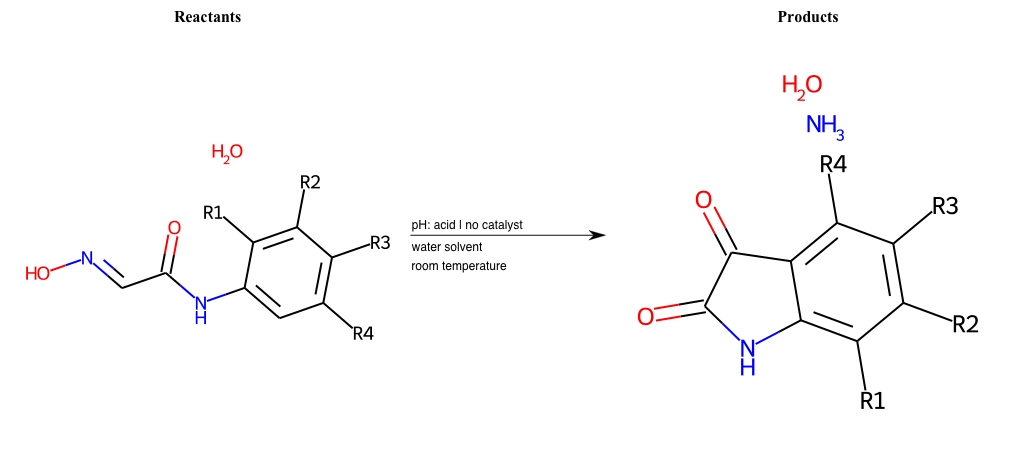 Reactants
Products
H2O
NH3
R4
H2O
R2
R1
O
R3
N
HO
N
H
R4
pH: acid | no catalyst
water solvent
room temperature
O
R3
O
R2
N
H
R1